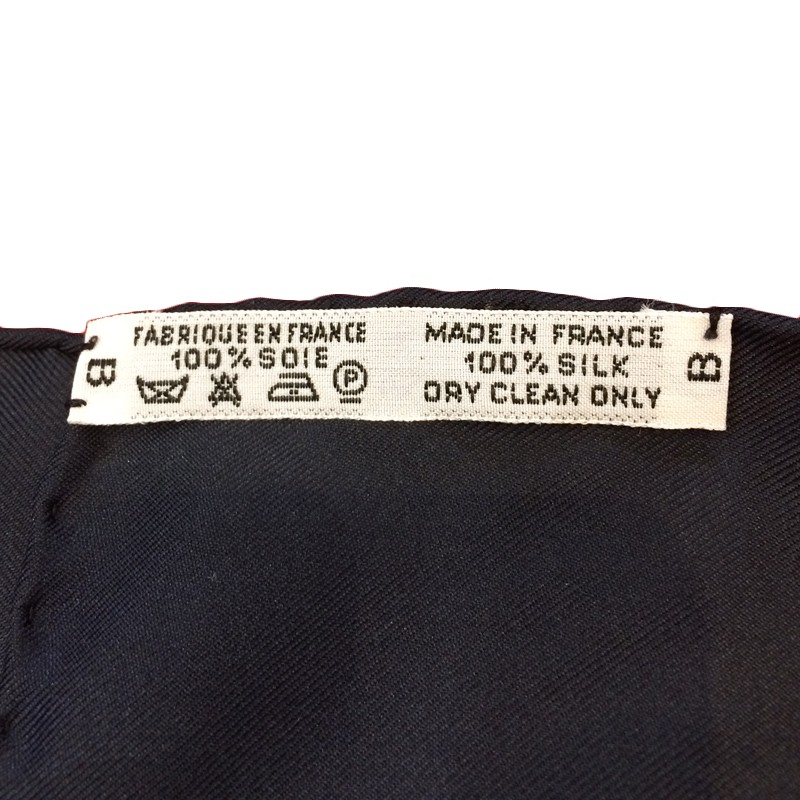 B
FABRIQUE EN FRANCE
100% SOIE
P
MADE IN FRANCE
100% SILK
DRY CLEAN ONLY
B